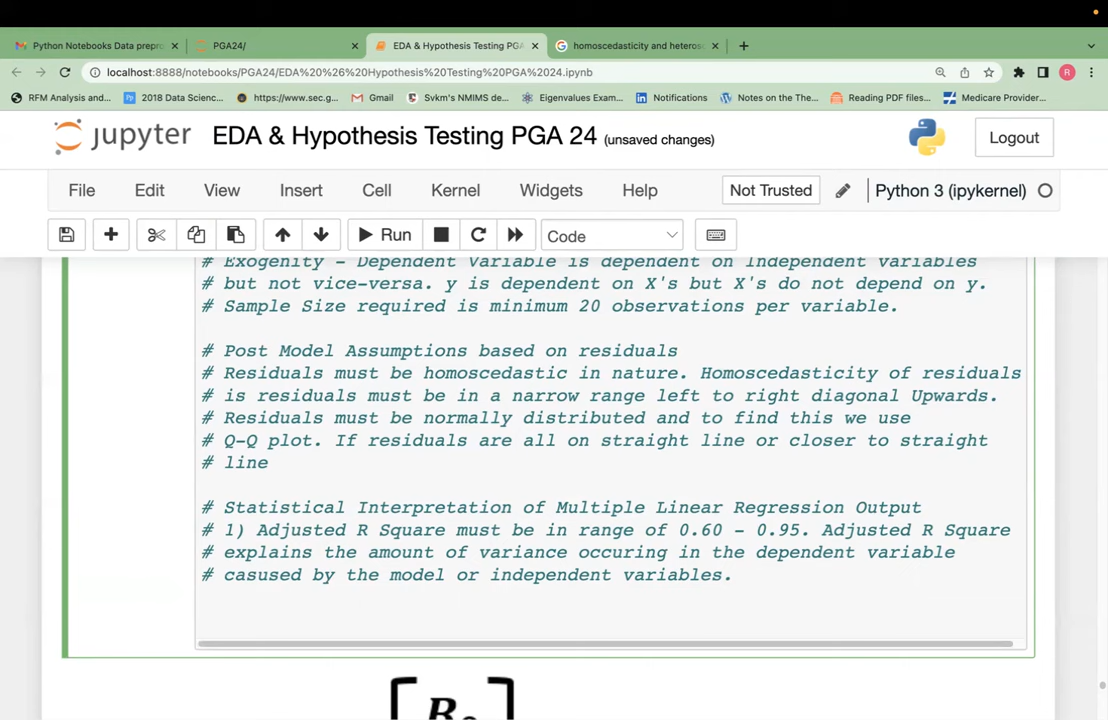 Python Notebooks Data prepr
PGA24/
EDA & Hypothesis Testing PGA
homoscedasticity and heteros
localhost:8888/notebooks/PGA24/EDA%20%26%20Hypothesis%20Testing%20PGA%2024.ipynb
RFM Analysis and...
2018 Data Scienc...
https://www.sec.g...
Gmail
Svkm's NMIMS de...
Eigenvalues Exam...
Notifications
Notes on the The...
Reading PDF files...
Medicare Provider...
jupyter EDA & Hypothesis Testing PGA 24 (unsaved changes)
Logout
File Edit View Insert Cell Kernel Widgets Help
Not Trusted
Python 3 (ipykernel)
Run
Code
# Exogenity - Dependent Variable is dependent on Independent variables
# but not vice-versa. y is dependent on X's but X's do not depend on y.
# Sample Size required is minimum 20 observations per variable.
# Post Model Assumptions based on residuals
# Residuals must be homoscedastic in nature. Homoscedasticity of residuals
# is residuals must be in a narrow range left to right diagonal Upwards.
# Residuals must be normally distributed and to find this we use
# Q-Q plot. If residuals are all on straight line or closer to straight
# line
# Statistical Interpretation of Multiple Linear Regression Output
# 1) Adjusted R Square must be in range of 0.60 - 0.95. Adjusted R Square
# explains the amount of variance occuring in the dependent variable
# casused by the model or independent variables.